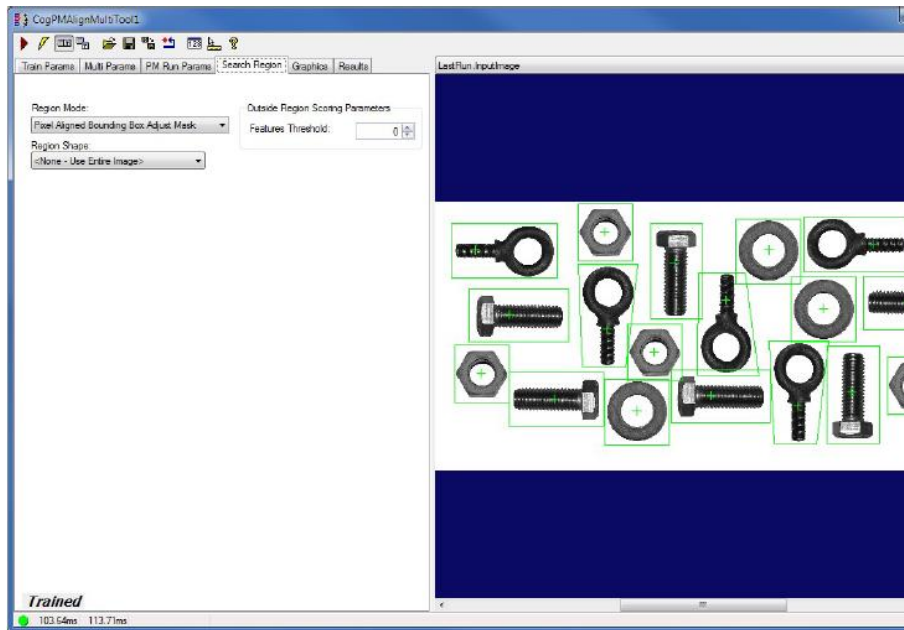 CogPMAlignMultiTool1
Train Params Multi Params PM Run Params Search Region Graphics Results
LastRun.InputImage
Region Mode:
Pixel Aligned Bounding Box Adjust Mask
Region Shape:
<None - Use Entire Image>
Outside Region Scoring Parameters
Features Threshold: 0
Trained
103.64ms 113.71ms